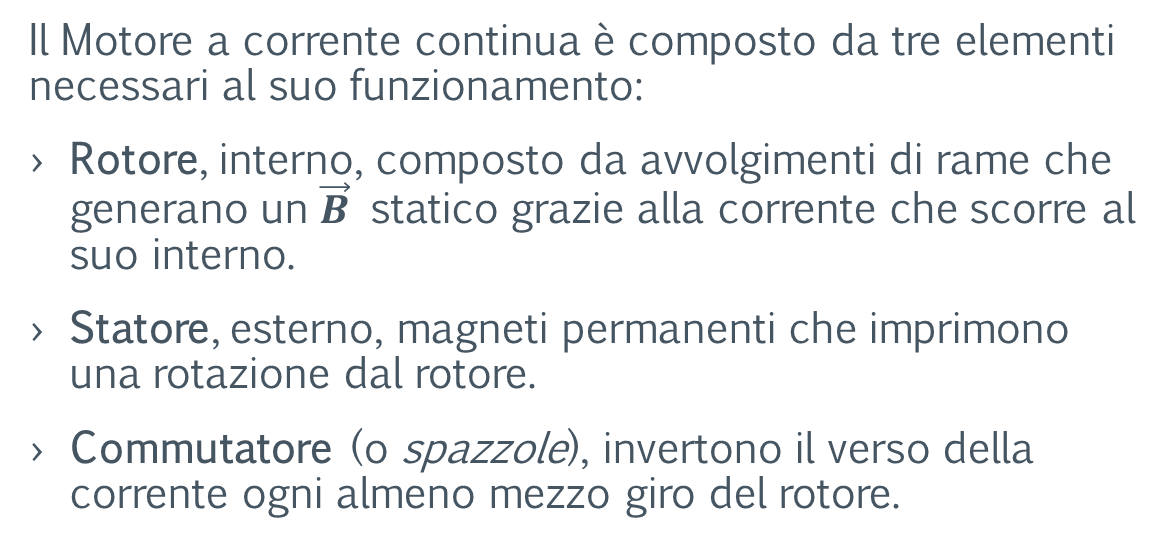 Il Motore a corrente continua è composto da tre elementi
necessari al suo funzionamento:
› Rotore, interno, composto da avvolgimenti di rame che
generano un $\vec{B}$ statico grazie alla corrente che scorre al
suo interno.
› Statore, esterno, magneti permanenti che imprimono
una rotazione dal rotore.
› Commutatore (o spazzole), invertono il verso della
corrente ogni almeno mezzo giro del rotore.